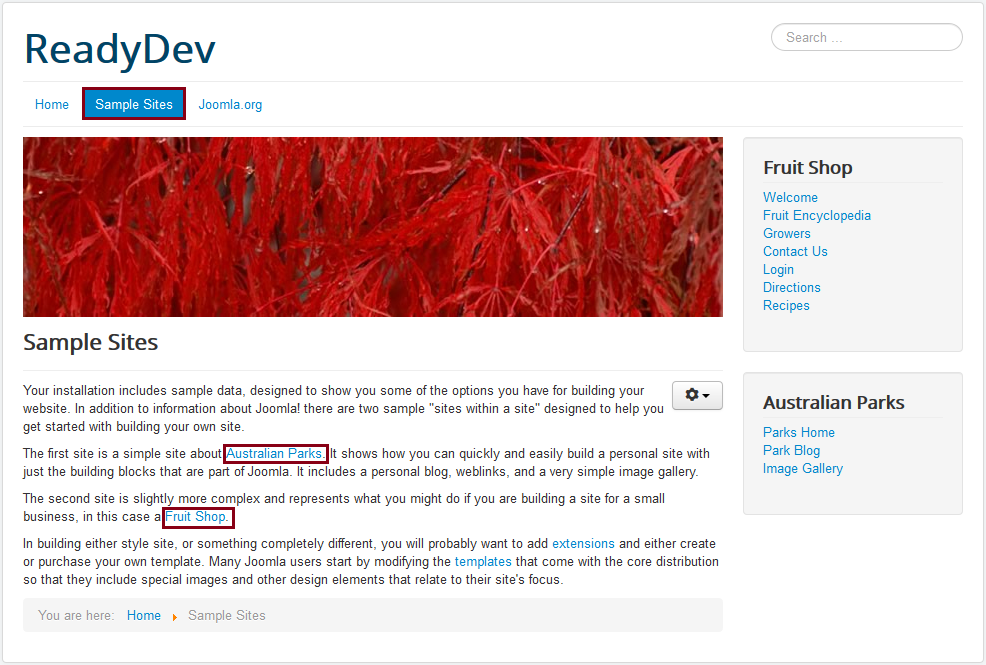 ReadyDev
Search ...
Home
Sample Sites
Joomla.org
Sample Sites
Your installation includes sample data, designed to show you some of the options you have for building your
website. In addition to information about Joomla! there are two sample "sites within a site" designed to help you
get started with building your own site.
The first site is a simple site about Australian Parks. It shows how you can quickly and easily build a personal site with
just the building blocks that are part of Joomla. It includes a personal blog, weblinks, and a very simple image gallery.
The second site is slightly more complex and represents what you might do if you are building a site for a small
business, in this case a Fruit Shop.
In building either style site, or something completely different, you will probably want to add extensions and either create
or purchase your own template. Many Joomla users start by modifying the templates that come with the core distribution
so that they include special images and other design elements that relate to their site's focus.
You are here: Home Sample Sites
Fruit Shop
Welcome
Fruit Encyclopedia
Growers
Contact Us
Login
Directions
Recipes
Australian Parks
Parks Home
Park Blog
Image Gallery